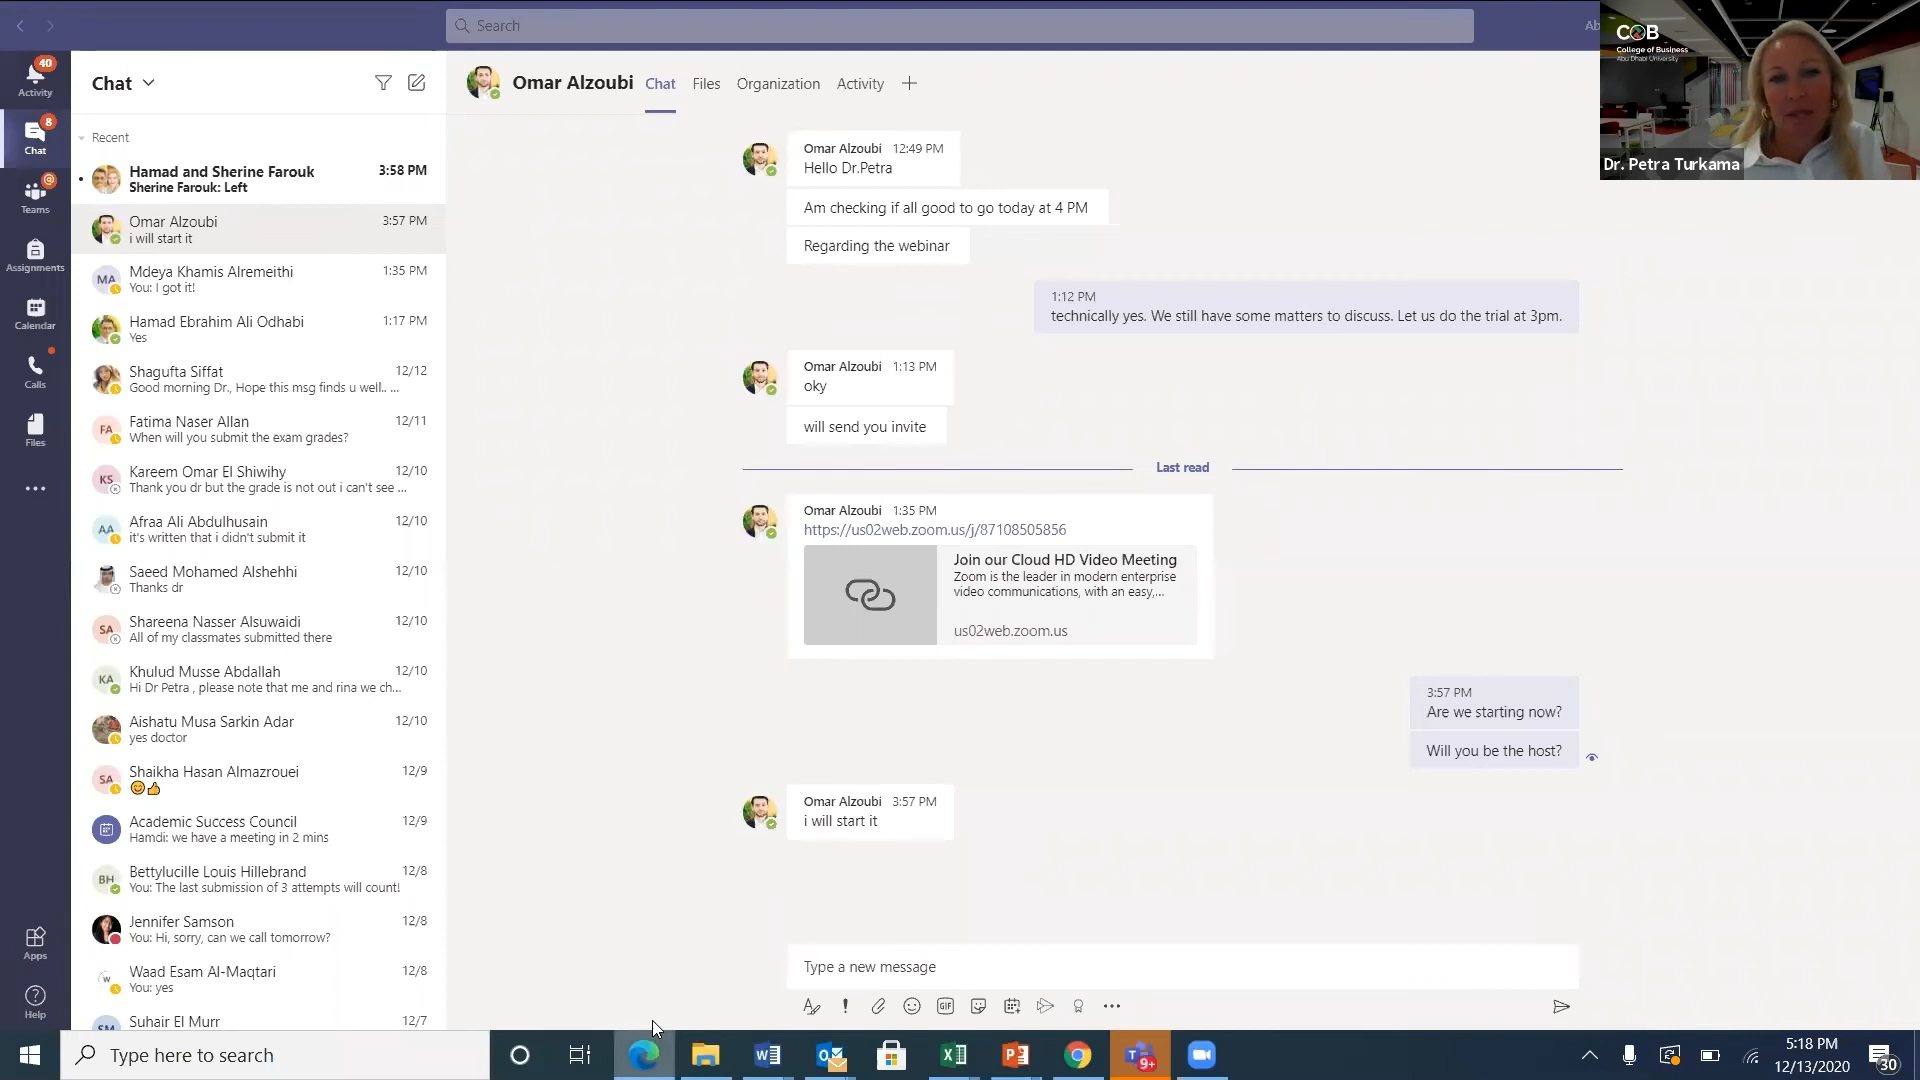 Search
Ab
COB
College of Business
Abu Dhabi University
Dr. Petra Turkama
40
Activity
8
Chat
Teams
Assignments
Calendar
Calls
Files
Apps
Help
Chat
Recent
Hamad and Sherine Farouk 3:58 PM
Sherine Farouk: Left
Omar Alzoubi 3:57 PM
i will start it
MA
Mdeya Khamis Alremeithi 1:35 PM
You: I got it!
Hamad Ebrahim Ali Odhabi 1:17 PM
Yes
Shagufta Siffat 12/12
Good morning Dr., Hope this msg finds u well.. ...
FA
Fatima Naser Allan 12/11
When will you submit the exam grades?
KS
Kareem Omar El Shiwihy 12/10
Thank you dr but the grade is not out i can't see ...
AA
Afraa Ali Abdulhusain 12/10
it's written that i didn't submit it
Saeed Mohamed Alshehhi 12/10
Thanks dr
SA
Shareena Nasser Alsuwaidi 12/10
All of my classmates submitted there
KA
Khulud Musse Abdallah 12/10
Hi Dr Petra , please note that me and rina we ch...
Aishatu Musa Sarkin Adar 12/10
yes doctor
SA
Shaikha Hasan Almazrouei 12/9
Academic Success Council 12/9
Hamdi: we have a meeting in 2 mins
BH
Bettylucille Louis Hillebrand 12/8
You: The last submission of 3 attempts will count!
Jennifer Samson 12/8
You: Hi, sorry, can we call tomorrow?
W
Waad Esam Al-Maqtari 12/8
You: yes
SM
Suhair El Murr 12/7
Omar Alzoubi Chat Files Organization Activity
Omar Alzoubi 12:49 PM
Hello Dr.Petra
Am checking if all good to go today at 4 PM
Regarding the webinar
1:12 PM
technically yes. We still have some matters to discuss. Let us do the trial at 3pm.
Omar Alzoubi 1:13 PM
oky
will send you invite
Last read
Omar Alzoubi 1:35 PM
https://us02web.zoom.us/j/87108505856
Join our Cloud HD Video Meeting
Zoom is the leader in modern enterprise
video communications, with an easy,...
us02web.zoom.us
3:57 PM
Are we starting now?
Will you be the host?
Omar Alzoubi 3:57 PM
i will start it
Type a new message
GIF
Type here to search
9+
5:18 PM
12/13/2020
30